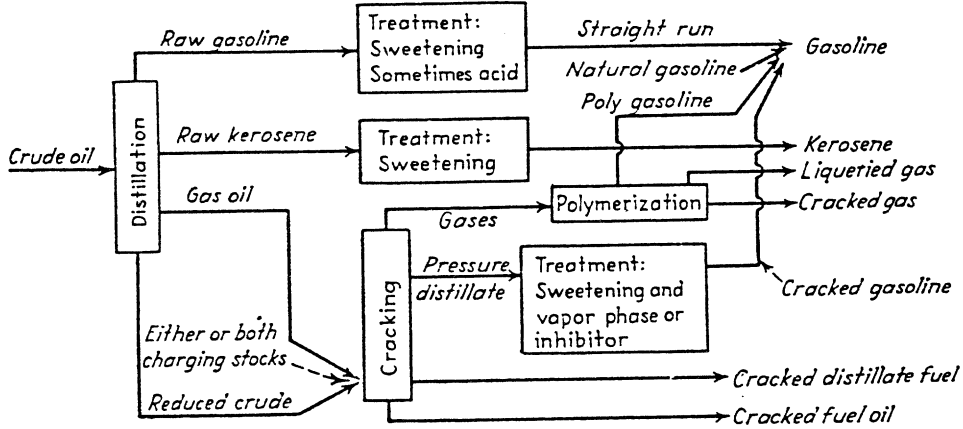 Raw gasoline
Treatment:
Sweetening
Sometimes acid
Straight run
Gasoline
Natural gasoline
Poly gasoline
Crude oil
Distillation
Raw kerosene
Treatment:
Sweetening
Kerosene
Liquetied gas
Gas oil
Gases
Polymerization
Cracked gas
Cracking
Pressure
distillate
Treatment:
Sweetening and
vapor phase or
inhibitor
Cracked gasoline
Either or both
charging stocks
Reduced crude
Cracked distillate fuel
Cracked fuel oil